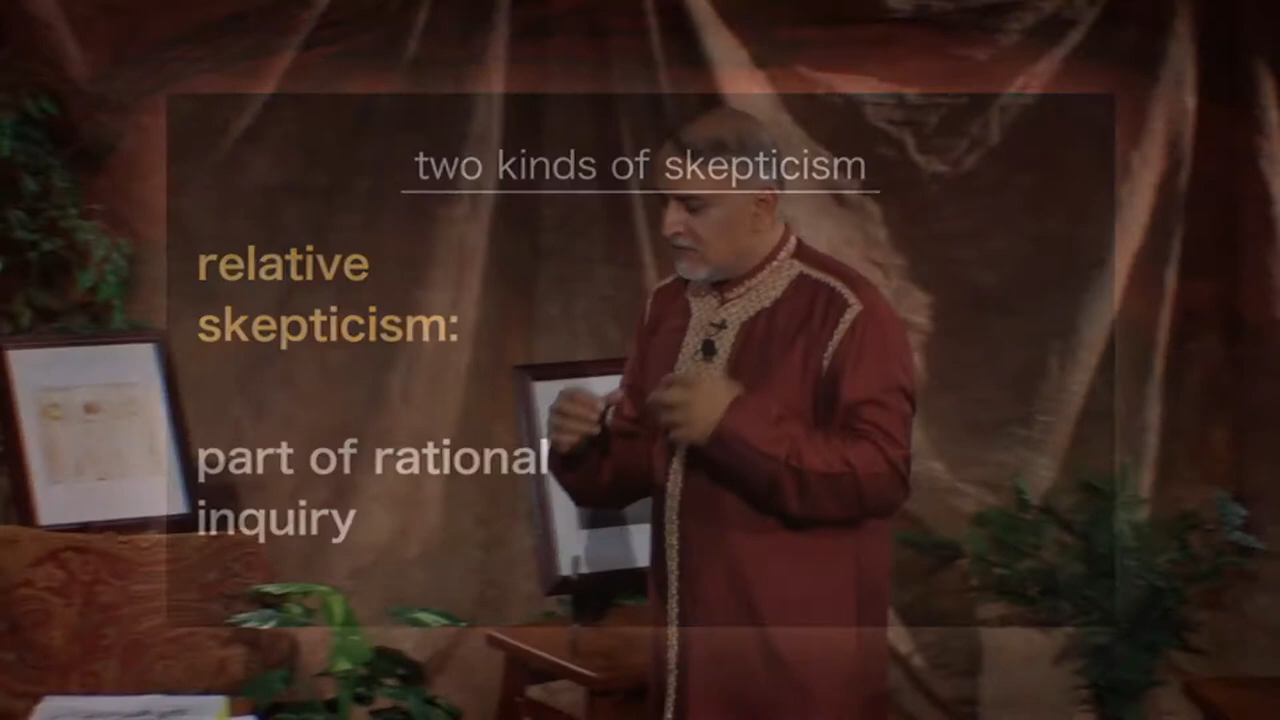 two kinds of skepticism
relative
skepticism:
part of rational
inquiry